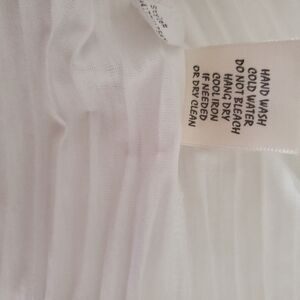 HAND WASH
COLD WATER
DO NOT BLEACH
HANG DRY
COOL IRON
IF NEEDED
OR DRY CLEAN